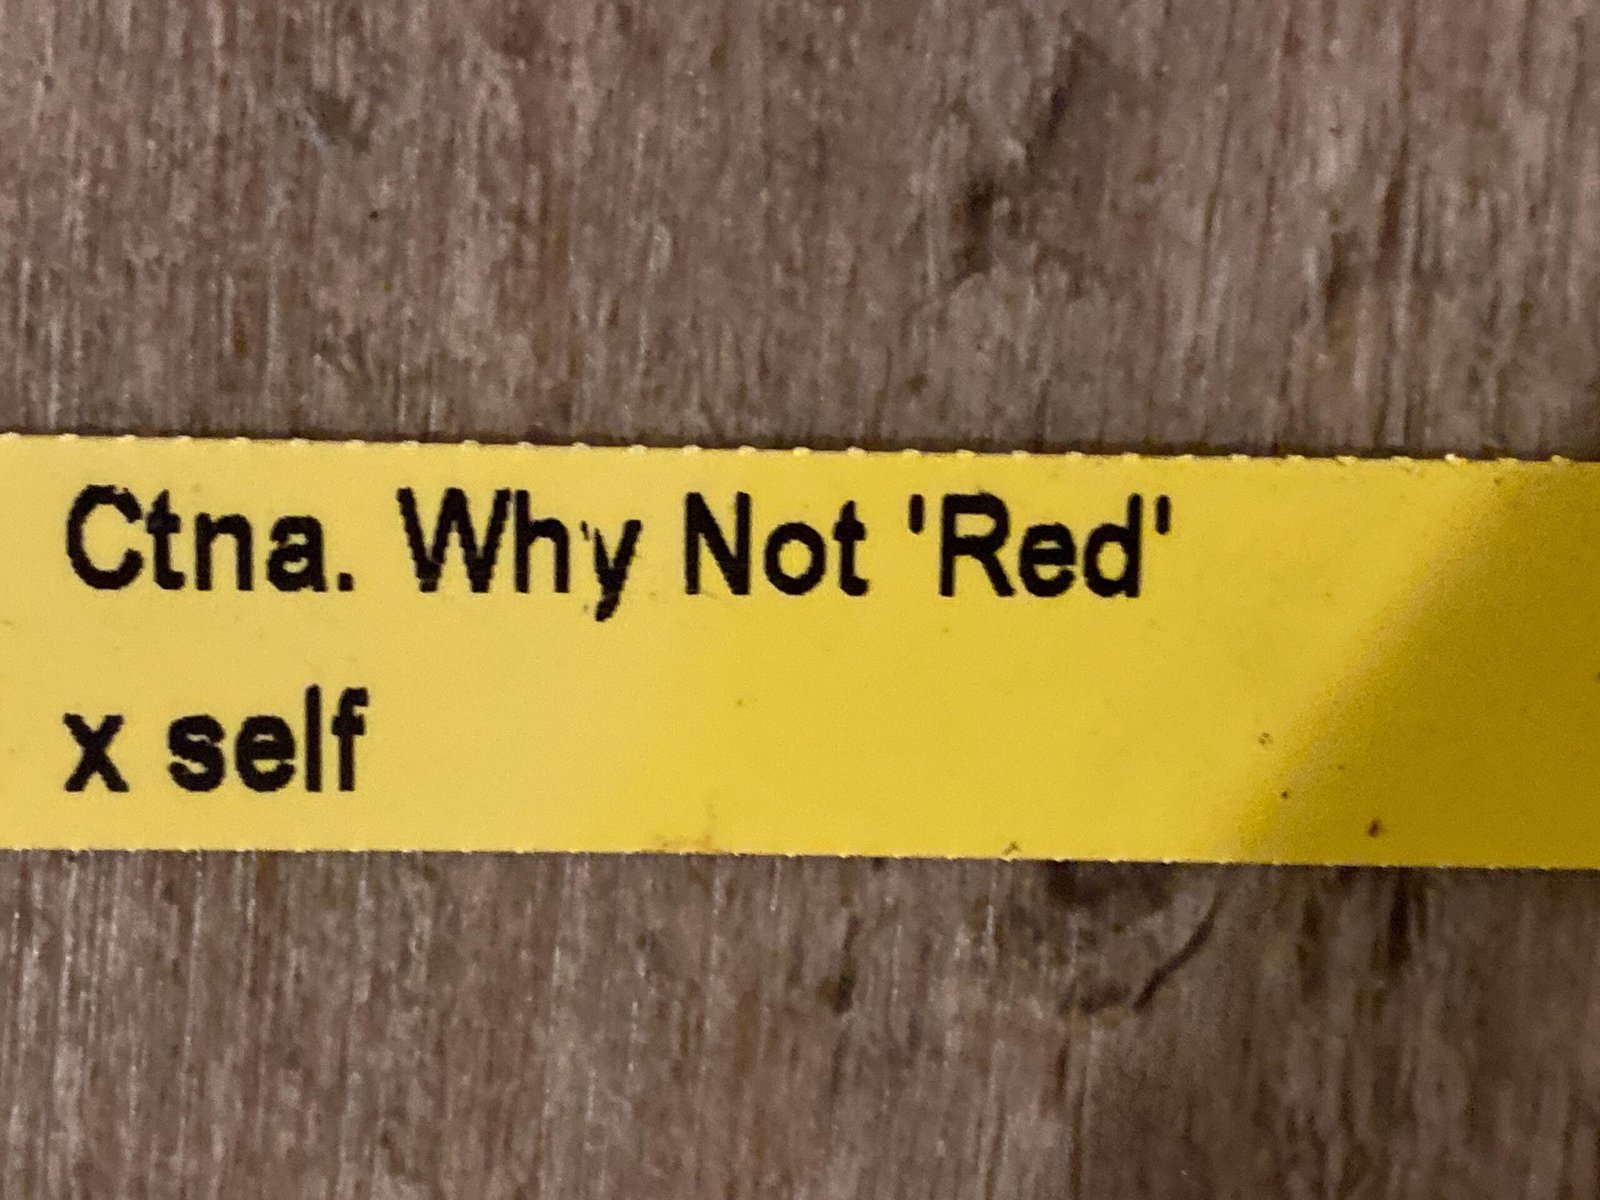 Ctna. Why Not 'Red'
x self